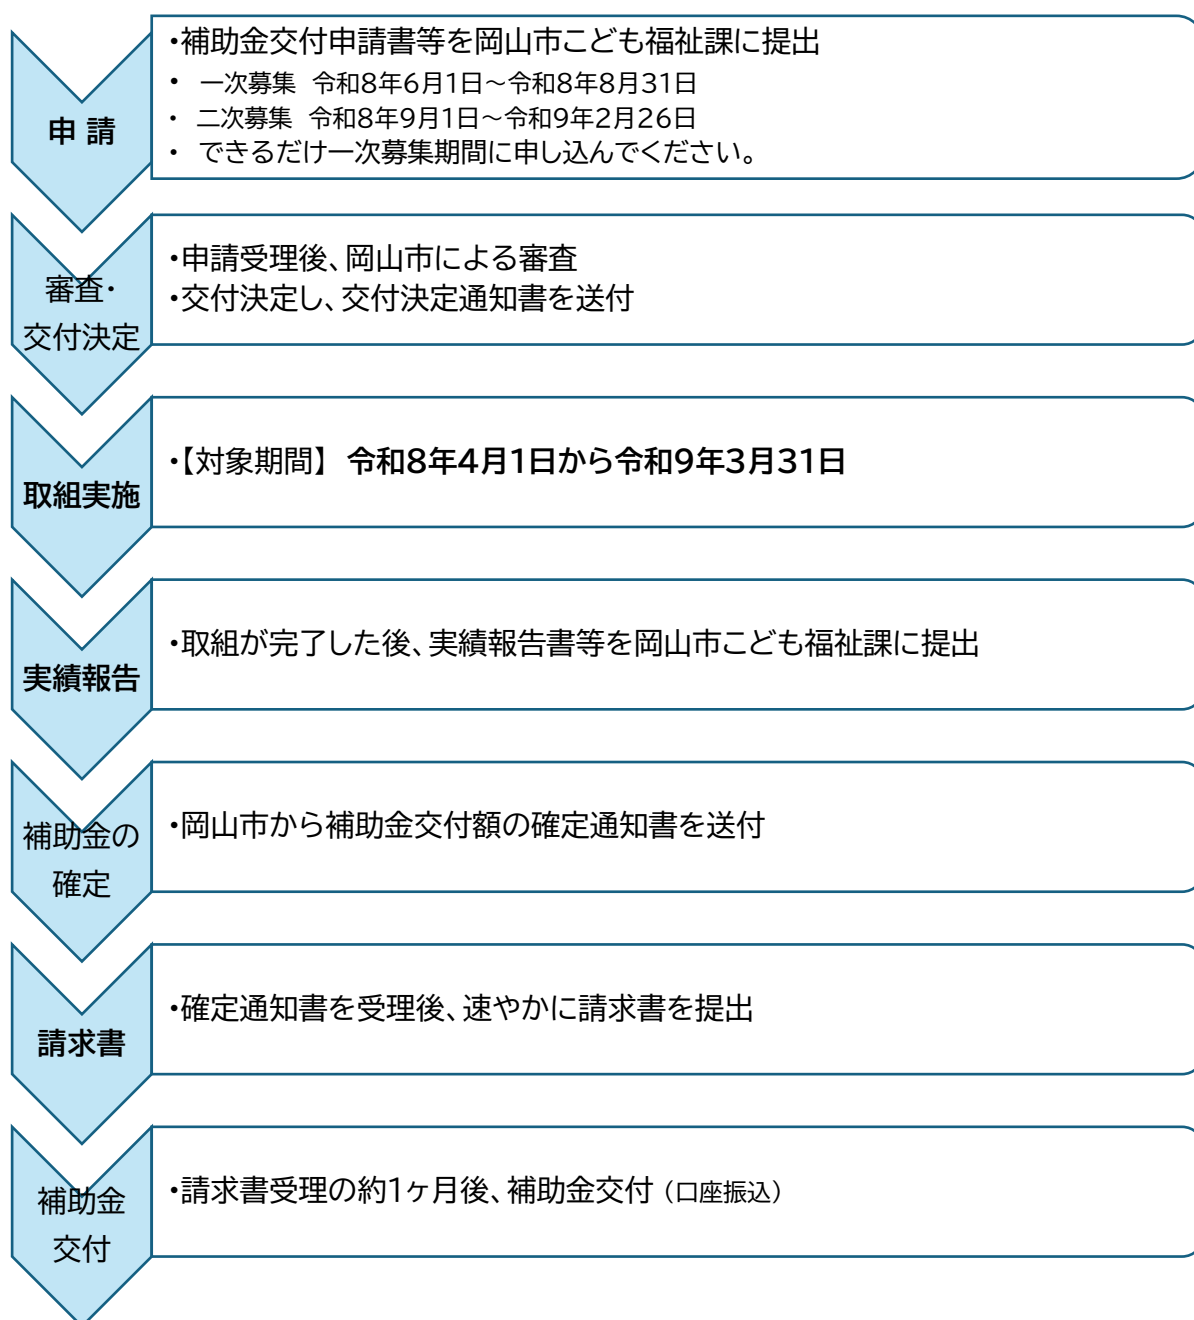 申 請
・補助金交付申請書等を岡山市こども福祉課に提出
・ 一次募集 令和8年6月1日～令和8年8月31日
・ 二次募集 令和8年9月1日～令和9年2月26日
・ できるだけ一次募集期間に申し込んでください。
審査・
交付決定
・申請受理後、岡山市による審査
・交付決定し、交付決定通知書を送付
取組実施
・【対象期間】 令和8年4月1日から令和9年3月31日
実績報告
・取組が完了した後、実績報告書等を岡山市こども福祉課に提出
補助金の
確定
・岡山市から補助金交付額の確定通知書を送付
請求書
・確定通知書を受理後、速やかに請求書を提出
補助金
交付
・請求書受理の約1ヶ月後、補助金交付（口座振込）